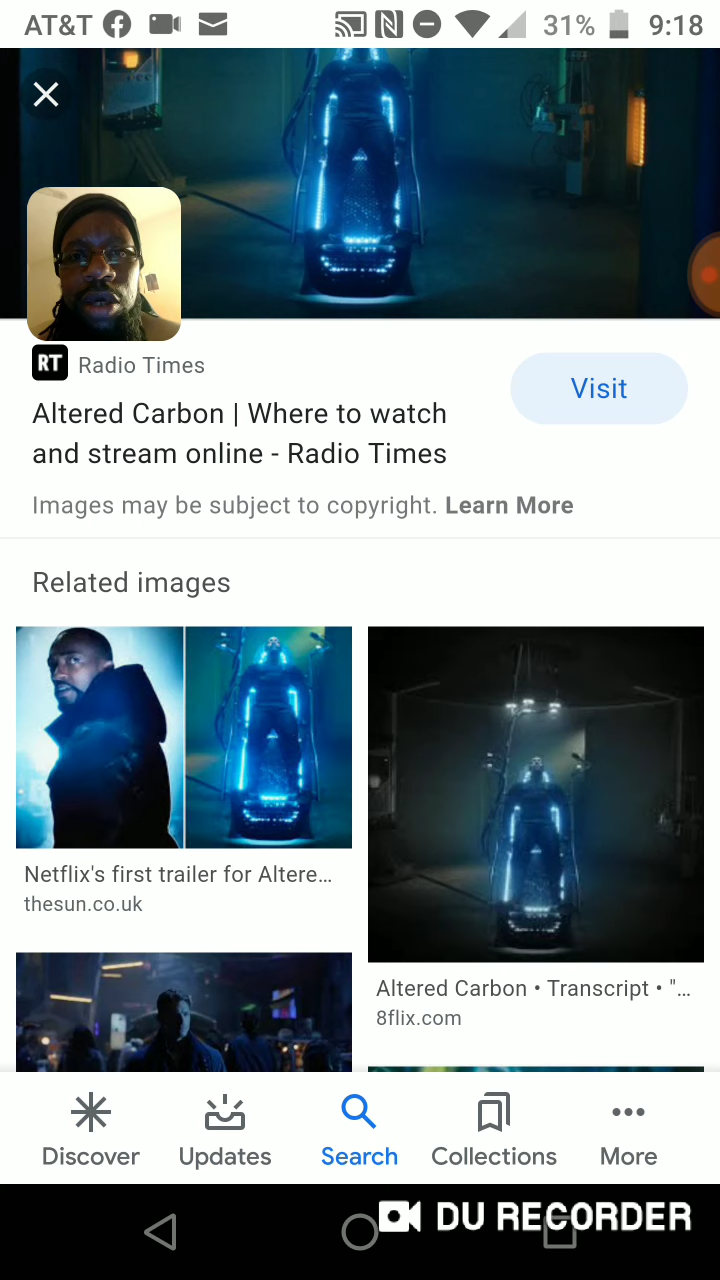 AT&T
31%
9:18
RT Radio Times
Visit
Altered Carbon | Where to watch
and stream online - Radio Times
Images may be subject to copyright. Learn More
Related images
Netflix's first trailer for Altere...
thesun.co.uk
Altered Carbon • Transcript • "...
8flix.com
Discover
Updates
Search
Collections
More
DU RECORDER